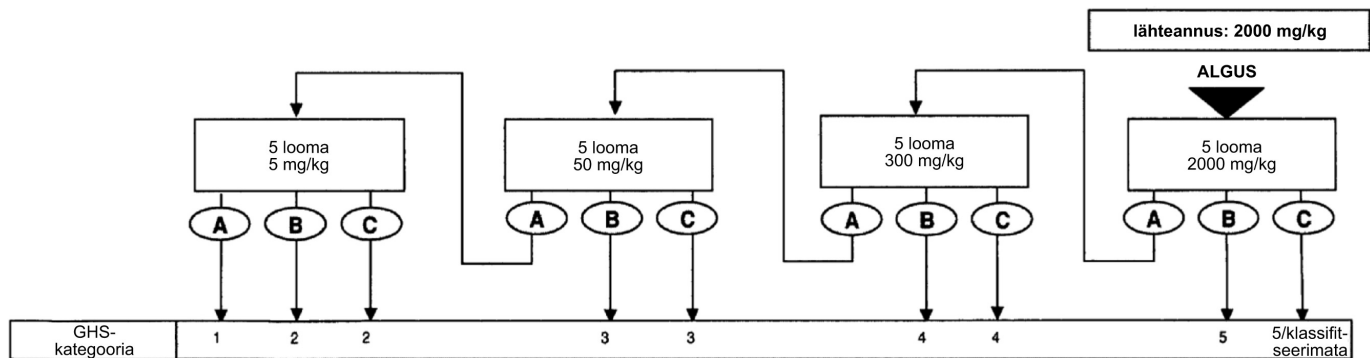 lähteannus: 2000 mg/kg
ALGUS
5 looma
5 mg/kg
5 looma
50 mg/kg
5 looma
300 mg/kg
5 looma
2000 mg/kg
A B C A B C A B C A B C
GHS-
kategooria
1 2 2 3 3 4 4 5 5/klassifit-
seerimata